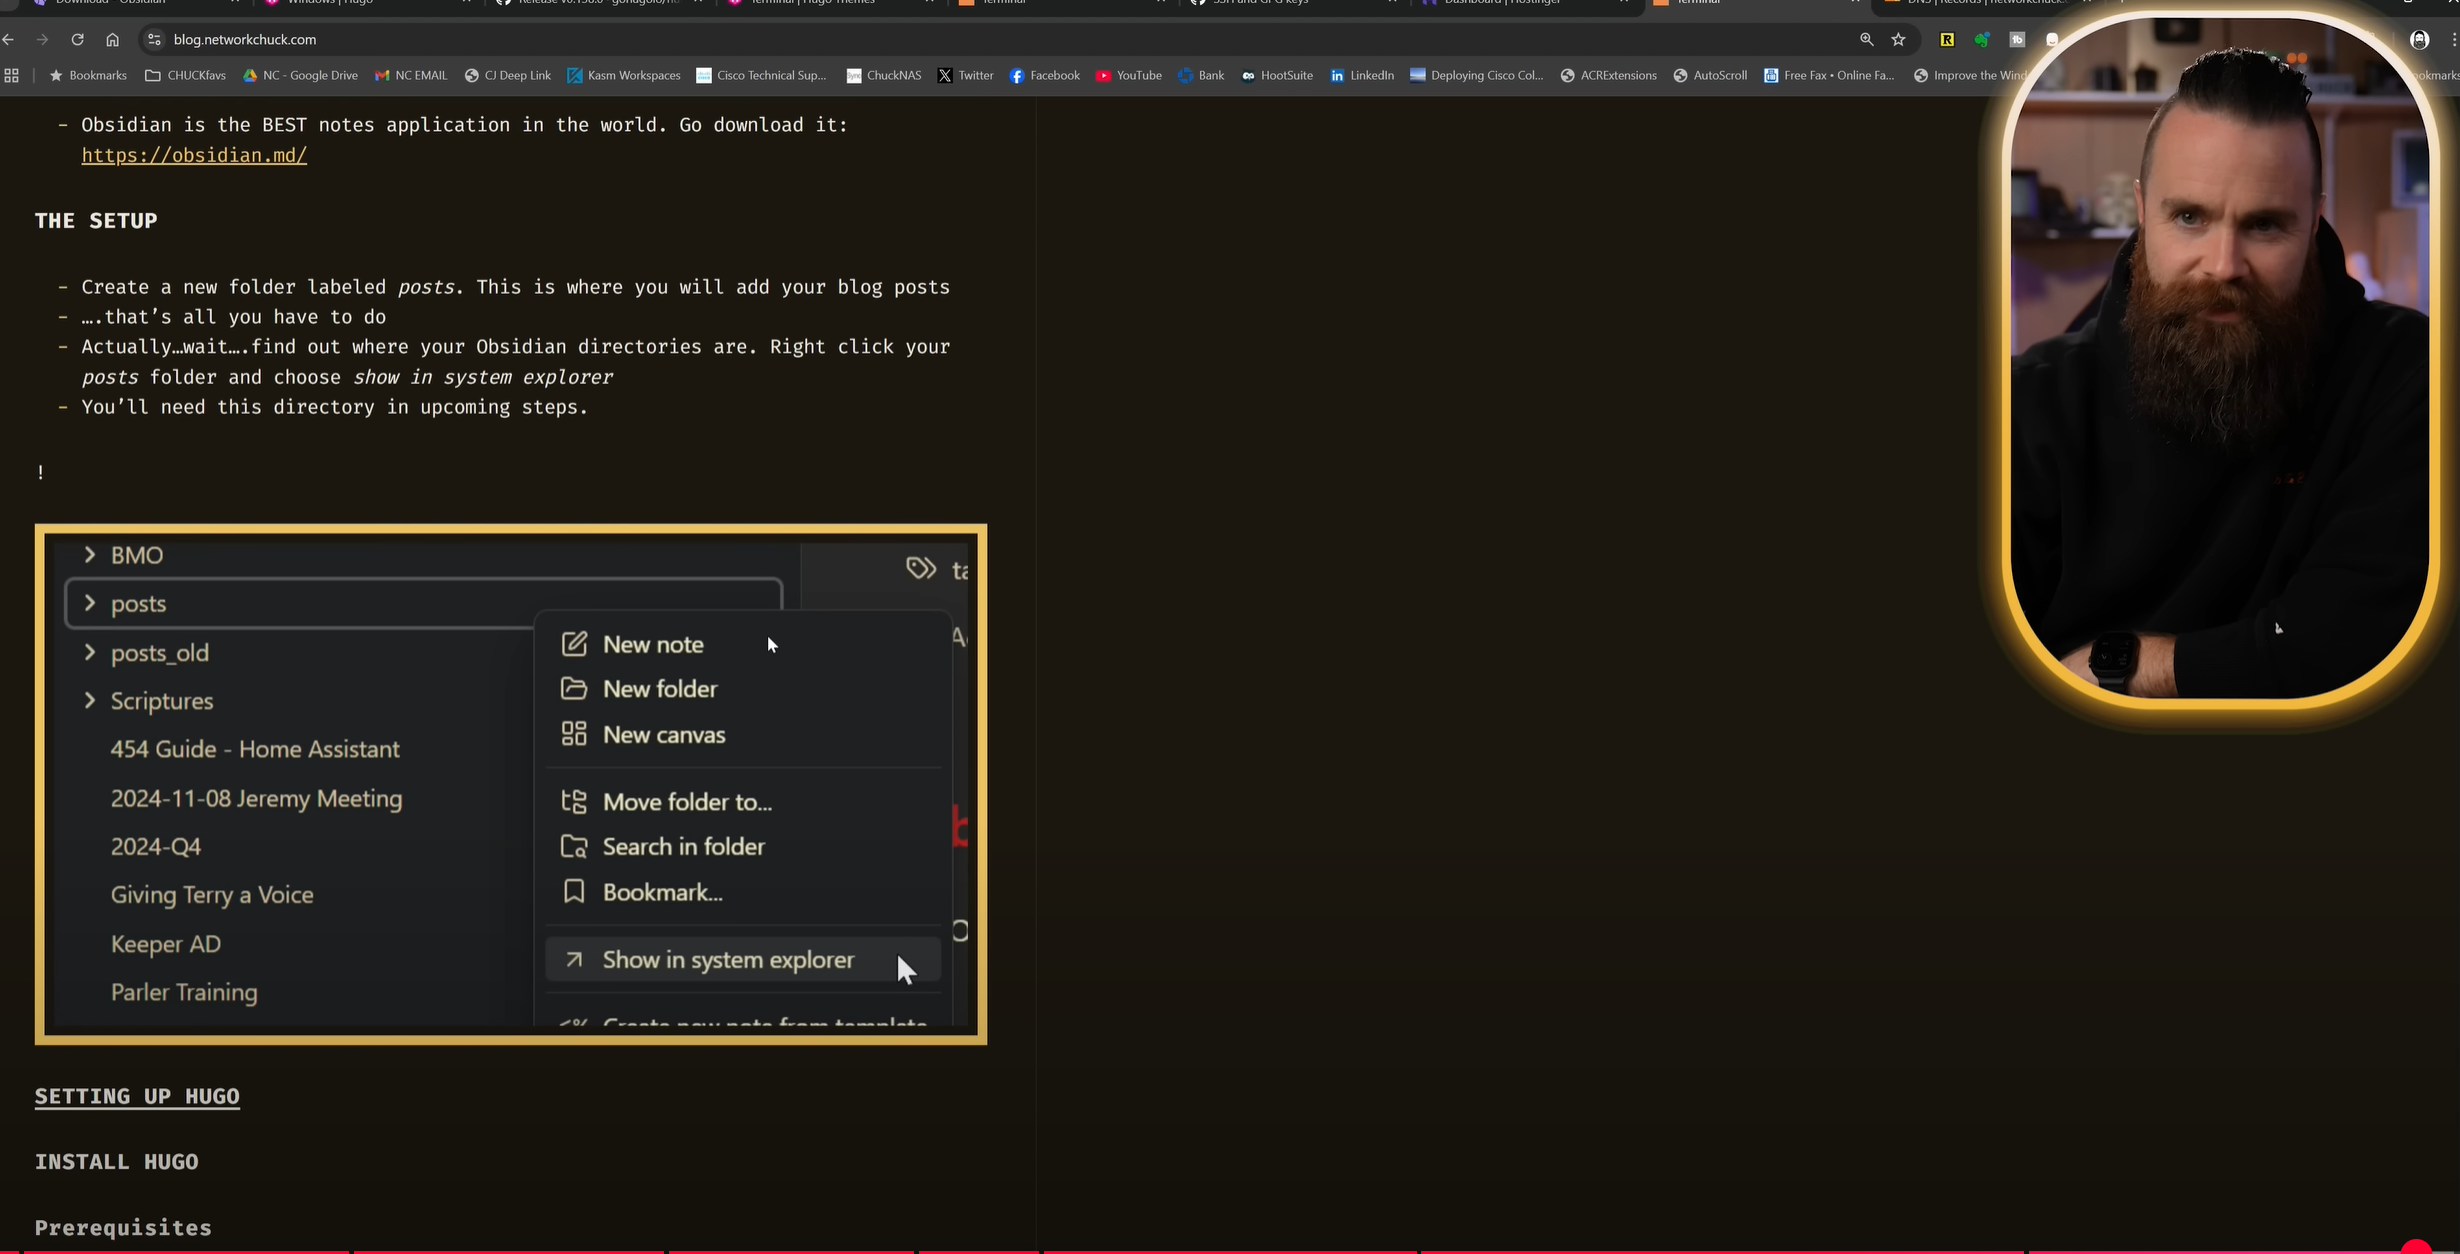 Download - Obsidian
Windows | Hugo
Terminal | Hugo Themes
Terminal
SSH and GPG keys
Dashboard | Hostinger
Terminal
DNS | Records | networkchuck.
blog.networkchuck.com
Bookmarks
CHUCKfavs
NC - Google Drive
NC EMAIL
CJ Deep Link
Kasm Workspaces
Cisco Technical Sup...
ChuckNAS
Twitter
Facebook
YouTube
Bank
HootSuite
LinkedIn
Deploying Cisco Col...
ACRExtensions
AutoScroll
Free Fax • Online Fa...
Improve the Wind
- Obsidian is the BEST notes application in the world. Go download it:
https://obsidian.md/
THE SETUP
- Create a new folder labeled posts. This is where you will add your blog posts
- ….that’s all you have to do
- Actually…wait….find out where your Obsidian directories are. Right click your
posts folder and choose show in system explorer
- You’ll need this directory in upcoming steps.
!
BMO
posts
posts_old
Scriptures
454 Guide - Home Assistant
2024-11-08 Jeremy Meeting
2024-Q4
Giving Terry a Voice
Keeper AD
Parler Training
New note
New folder
New canvas
Move folder to...
Search in folder
Bookmark...
Show in system explorer
Create new note from template
SETTING UP HUGO
INSTALL HUGO
Prerequisites